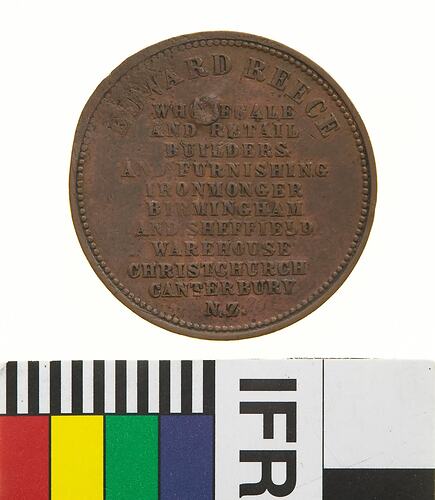 EDWARD REECE
WHOLESALE
AND RETAIL
BUILDERS
AND FURNISHING
IRONMONGER
BIRMINGHAM
AND SHEFFIELD
WAREHOUSE
CHRISTCHURCH
CANTERBURY
N.Z.
IFR